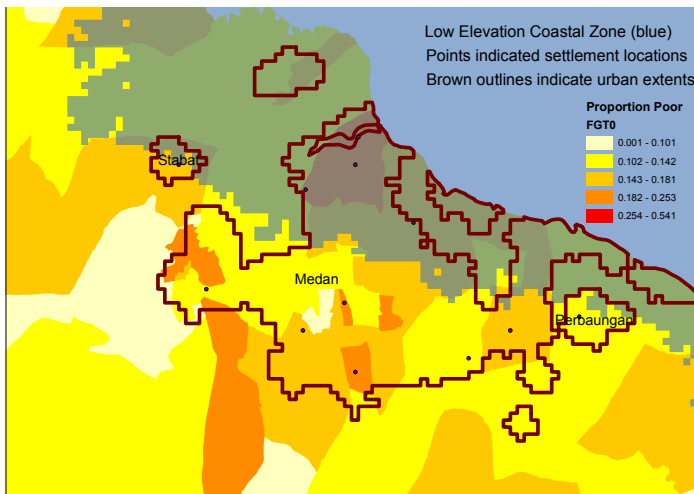 Low Elevation Coastal Zone (blue)
Points indicated settlement locations
Brown outlines indicate urban extents
Proportion Poor
FGT0
0.001 - 0.101
0.102 - 0.142
0.143 - 0.181
0.182 - 0.253
0.254 - 0.541
Stabat
Medan
Perbaungan